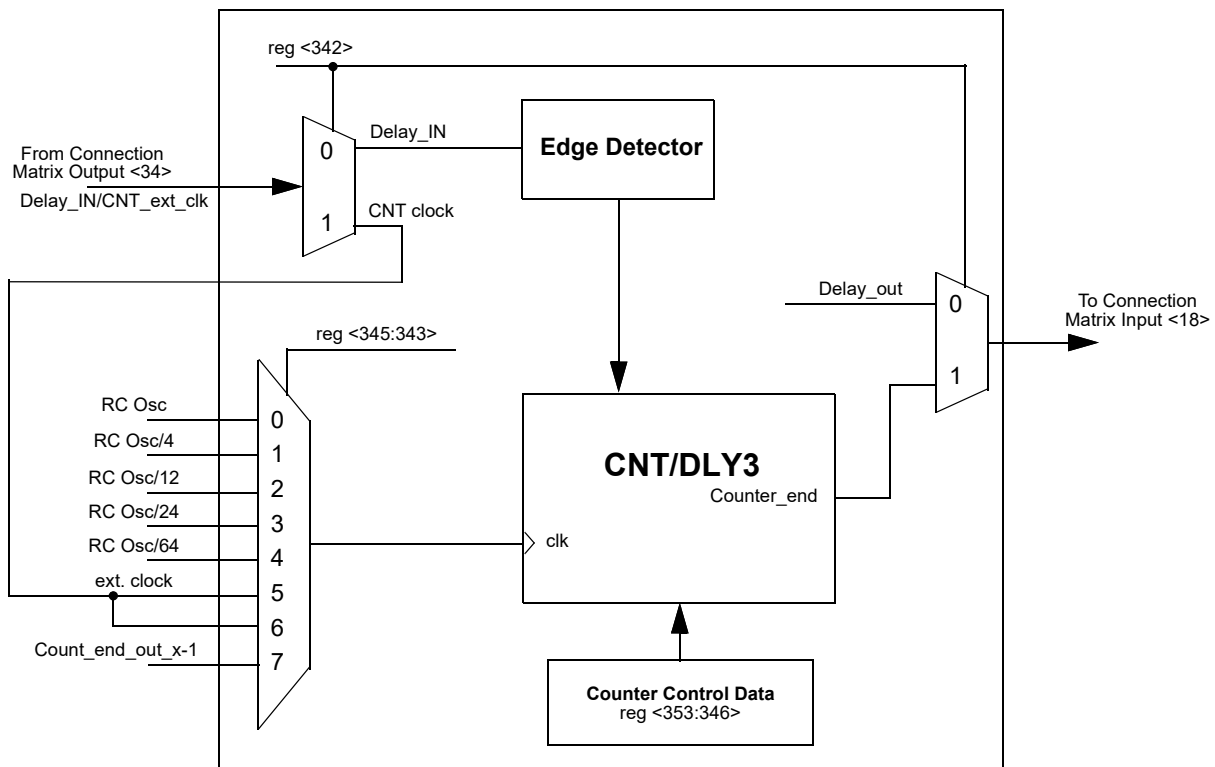 reg <342>
0
Delay_IN
Edge Detector
From Connection
Matrix Output <34>
Delay_IN/CNT_ext_clk
1
CNT clock
Delay_out
0
To Connection
Matrix Input <18>
1
reg <345:343>
RC Osc
0
RC Osc/4
1
RC Osc/12
2
RC Osc/24
3
RC Osc/64
4
ext. clock
5
6
Count_end_out_x-1
7
CNT/DLY3
Counter_end
clk
Counter Control Data
reg <353:346>